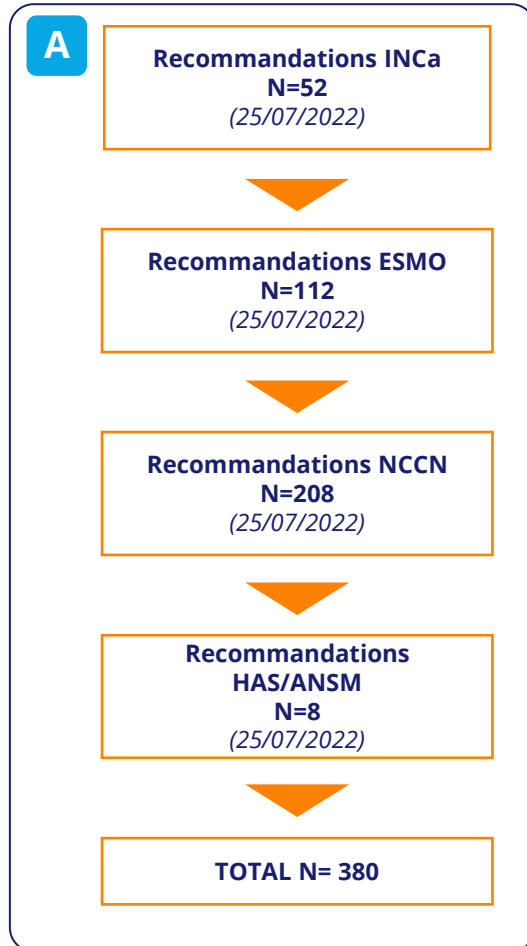 A
Recommandations INCa
N=52
(25/07/2022)
Recommandations ESMO
N=112
(25/07/2022)
Recommandations NCCN
N=208
(25/07/2022)
Recommandations
HAS/ANSM
N=8
(25/07/2022)
TOTAL N= 380